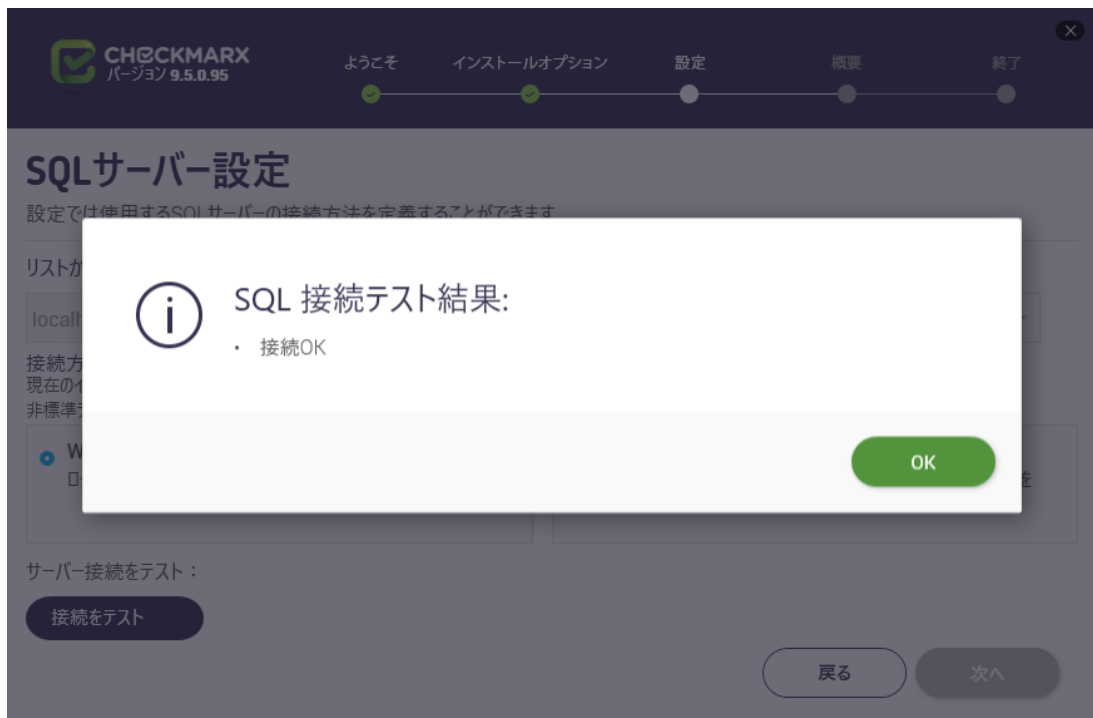 CHECKMARX
バージョン 9.5.0.95
ようこそ
インストールオプション
設定
概要
終了
SQLサーバー設定
設定では使用するSQLサーバーの接続方法を定義することができます
リストか
localh
SQL 接続テスト結果:
• 接続OK
接続方
現在の
非標準
OK
W
ロ
を
サーバー接続をテスト：
接続をテスト
戻る
次へ